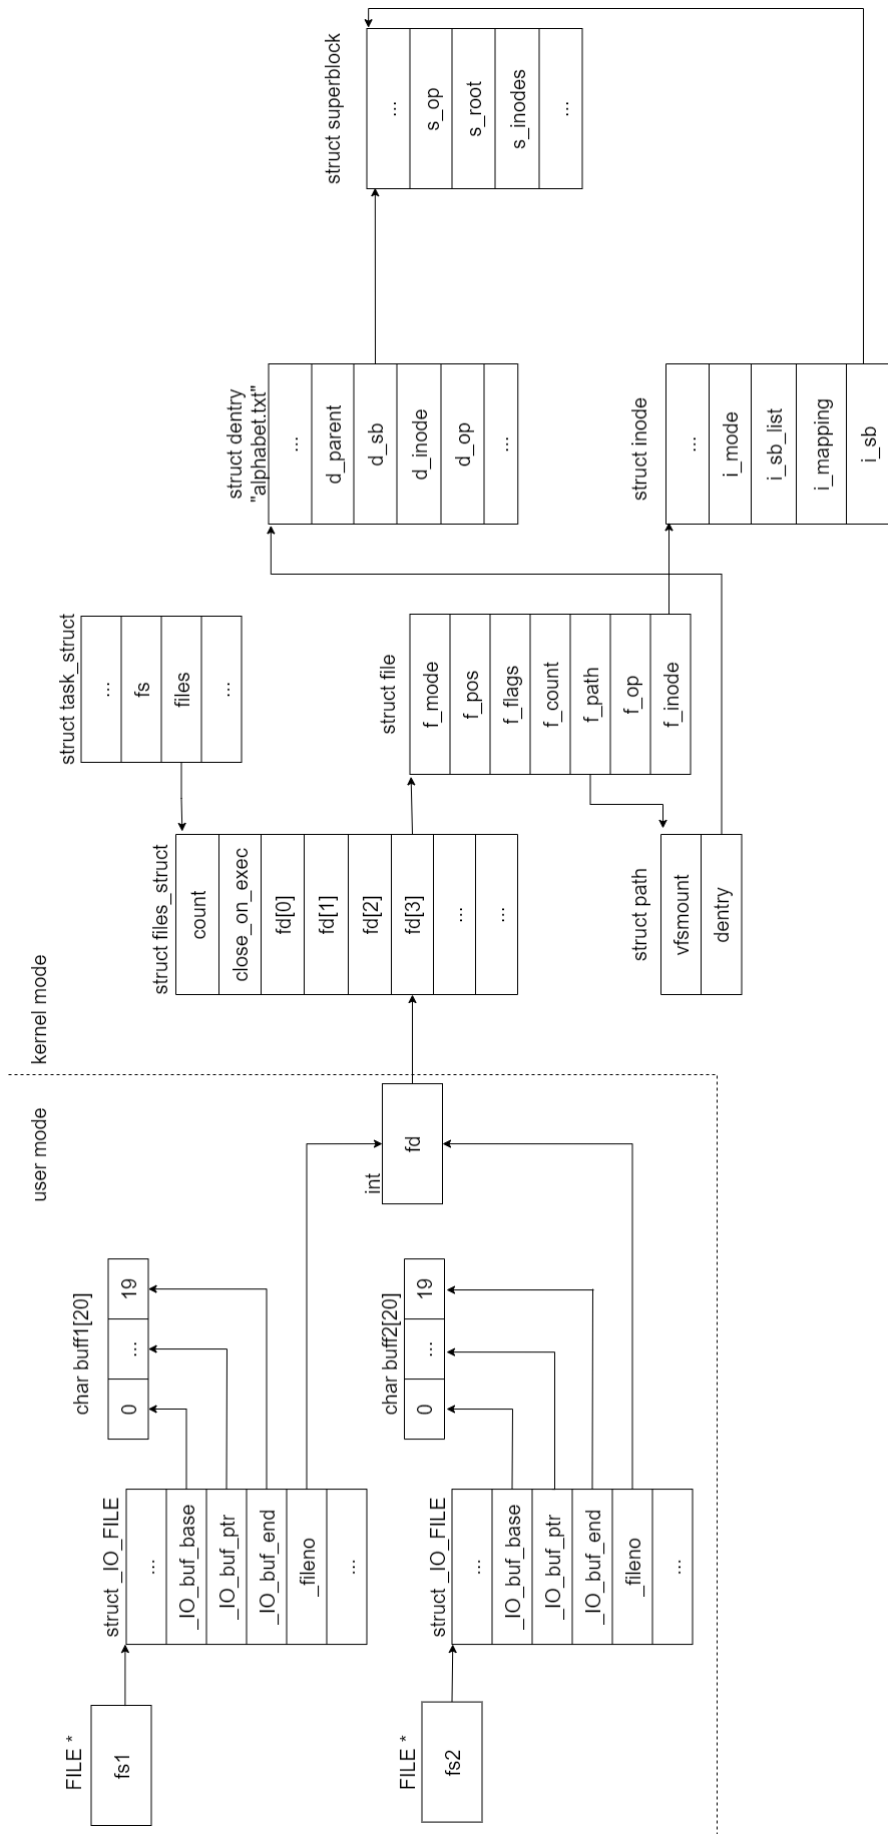 user mode
kernel mode
FILE *
fs1
struct _IO_FILE
...
_IO_buf_base
_IO_buf_ptr
_IO_buf_end
_fileno
...
char buff1[20]
0
...
19
FILE *
fs2
struct _IO_FILE
...
_IO_buf_base
_IO_buf_ptr
_IO_buf_end
_fileno
...
char buff2[20]
0
...
19
int
fd
struct files_struct
count
close_on_exec
fd[0]
fd[1]
fd[2]
fd[3]
...
...
struct task_struct
...
fs
files
...
struct path
vfsmount
dentry
struct file
f_mode
f_pos
f_flags
f_count
f_path
f_op
f_inode
struct dentry
"alphabet.txt"
...
d_parent
d_sb
d_inode
d_op
...
struct inode
...
i_mode
i_sb_list
i_mapping
i_sb
struct superblock
...
s_op
s_root
s_inodes
...